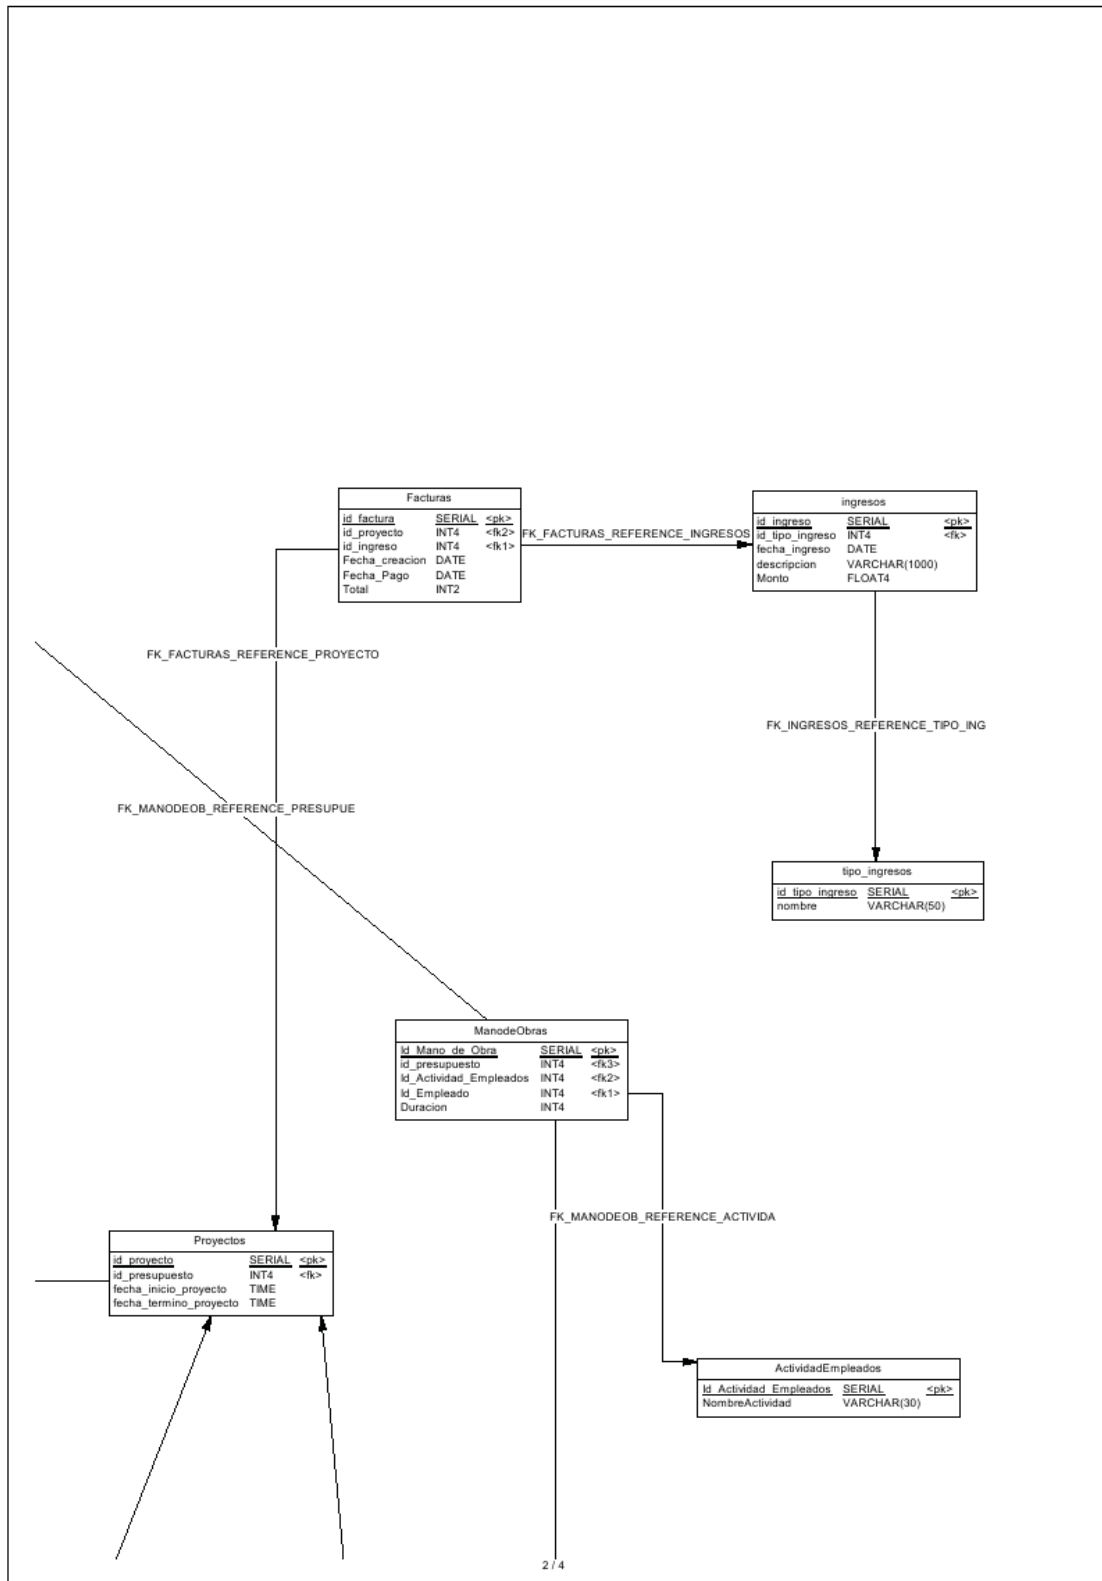 Facturas
id_factura SERIAL <pk>
id_proyecto INT4 <fk2>
id_ingreso INT4 <fk1>
Fecha_creacion DATE
Fecha_Pago DATE
Total INT2
FK_FACTURAS_REFERENCE_INGRESOS
ingresos
id_ingreso SERIAL <pk>
id_tipo_ingreso INT4 <fk>
fecha_ingreso DATE
descripcion VARCHAR(1000)
Monto FLOAT4
FK_FACTURAS_REFERENCE_PROYECTO
FK_INGRESOS_REFERENCE_TIPO_ING
FK_MANODEOB_REFERENCE_PRESUPUE
tipo_ingresos
id_tipo_ingreso SERIAL <pk>
nombre VARCHAR(50)
ManodeObras
Id_Mano_de_Obra SERIAL <pk>
id_presupuesto INT4 <fk3>
Id_Actividad_Empleados INT4 <fk2>
Id_Empleado INT4 <fk1>
Duracion INT4
FK_MANODEOB_REFERENCE_ACTIVIDA
Proyectos
id_proyecto SERIAL <pk>
id_presupuesto INT4 <fk>
fecha_inicio_proyecto TIME
fecha_termino_proyecto TIME
ActividadEmpleados
Id_Actividad_Empleados SERIAL <pk>
NombreActividad VARCHAR(30)
2 / 4